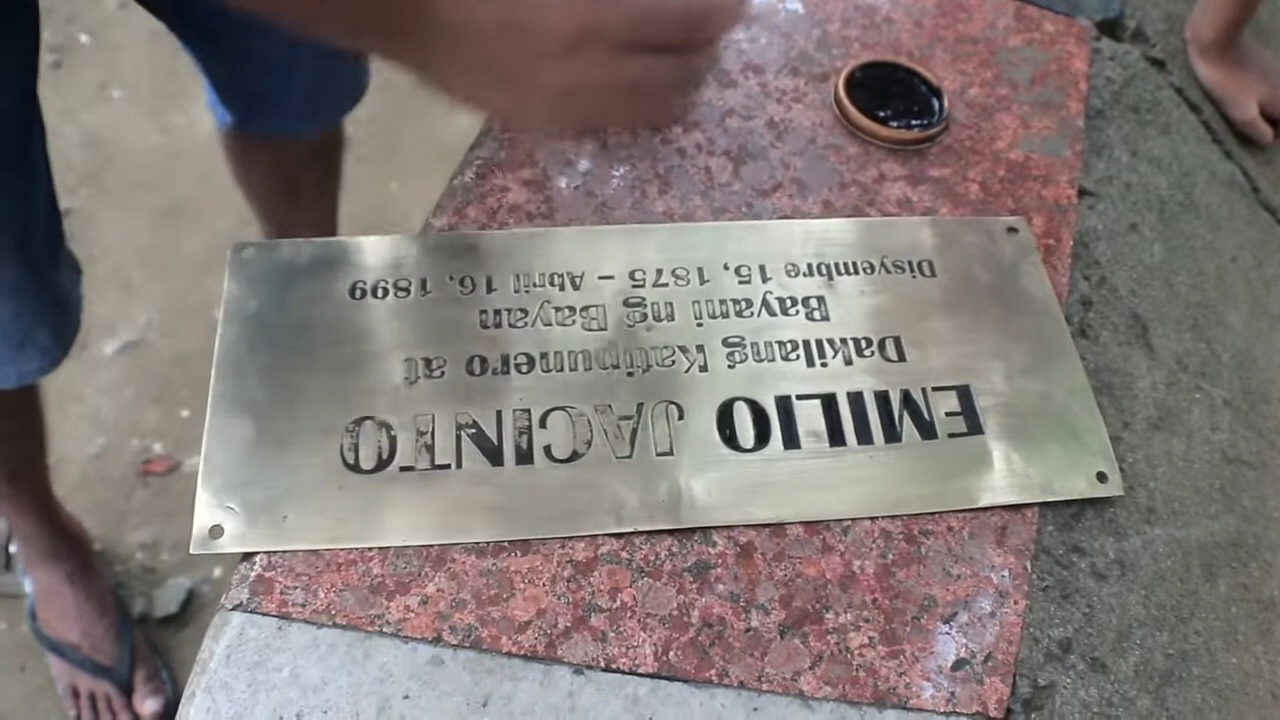 EMILIO JACINTO
Dakilang Katipunero at
Bayani ng Bayan
Disyembre 15, 1875 – Abril 16, 1899